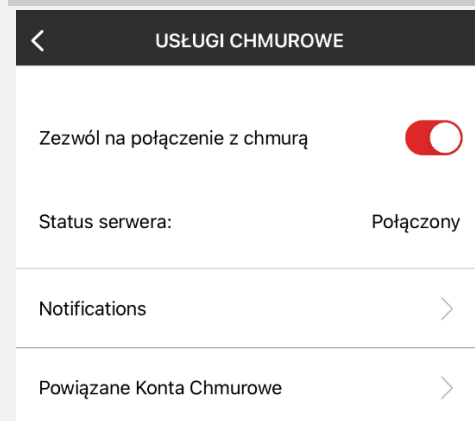 USŁUGI CHMUROWE
Zezwól na połączenie z chmurą
Status serwera: Połączony
Notifications
Powiązane Konta Chmurowe